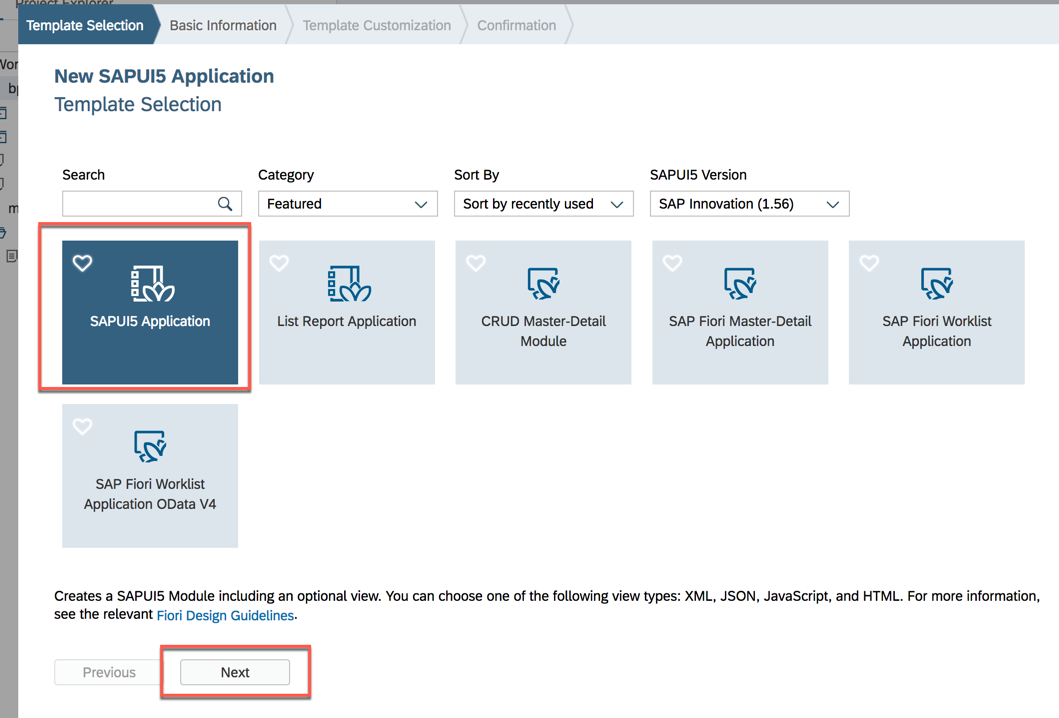 Project Explorer
Template Selection
Basic Information
Template Customization
Confirmation
New SAPUI5 Application
Template Selection
Search
Category
Sort By
SAPUI5 Version
Featured
Sort by recently used
SAP Innovation (1.56)
SAPUI5 Application
List Report Application
CRUD Master-Detail
Module
SAP Fiori Master-Detail
Application
SAP Fiori Worklist
Application
SAP Fiori Worklist
Application OData V4
Creates a SAPUI5 Module including an optional view. You can choose one of the following view types: XML, JSON, JavaScript, and HTML. For more information,
see the relevant Fiori Design Guidelines.
Previous
Next